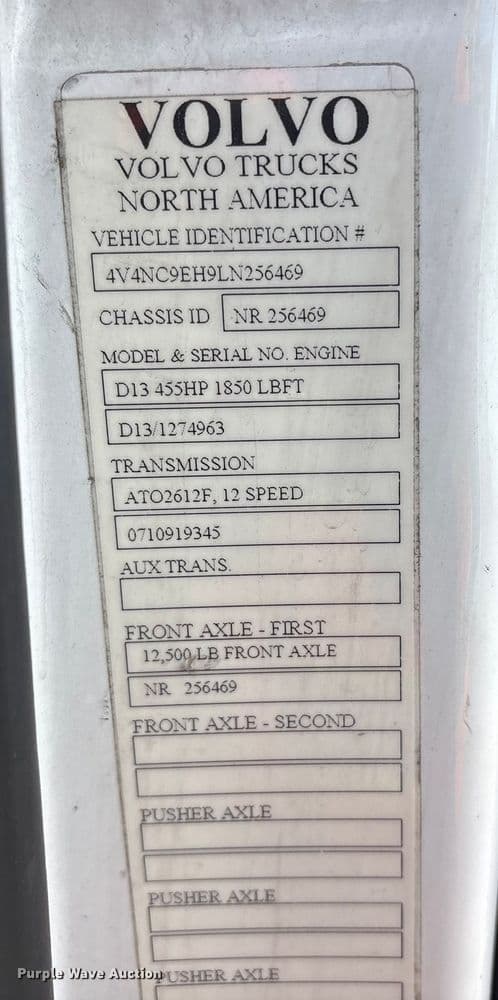 VOLVO
VOLVO TRUCKS
NORTH AMERICA
VEHICLE IDENTIFICATION #
4V4NC9EH9LN256469
CHASSIS ID NR 256469
MODEL & SERIAL NO. ENGINE
D13 455HP 1850 LBFT
D13/1274963
TRANSMISSION
ATO2612F, 12 SPEED
0710919345
AUX TRANS.
FRONT AXLE - FIRST
12,500 LB FRONT AXLE
NR 256469
FRONT AXLE - SECOND
PUSHER AXLE
PUSHER AXLE
PUSHER AXLE
Purple Wave Auction